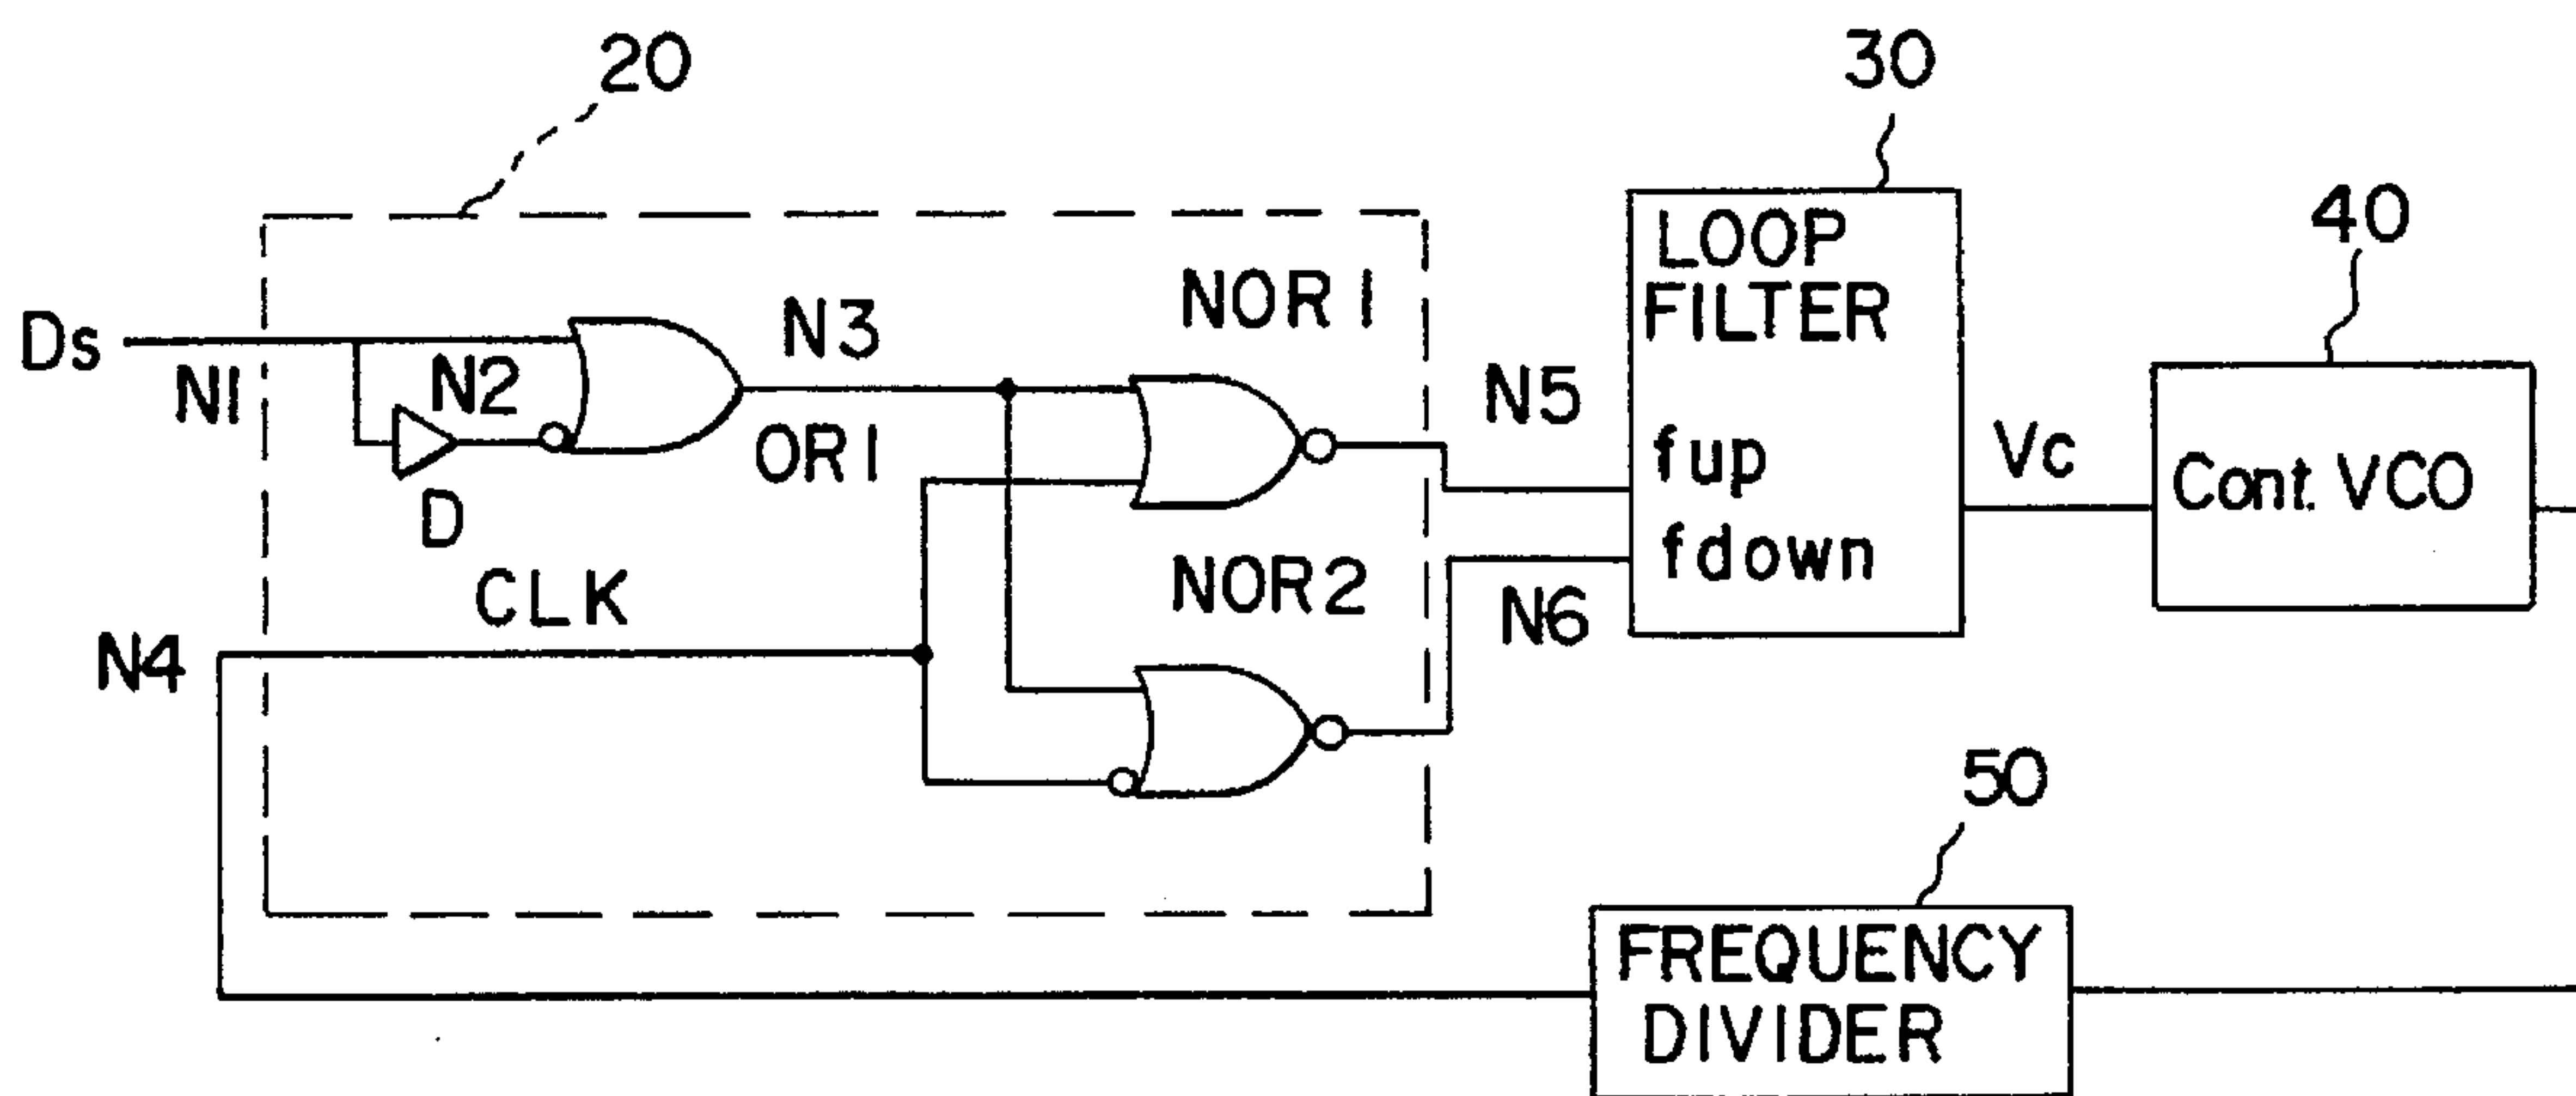 20
30
40
LOOP
FILTER
NOR1
N3
Ds
N1
N2
OR1
D
N5
fup
Vc
Cont. VCO
fdown
NOR2
CLK
N6
N4
50
FREQUENCY
DIVIDER